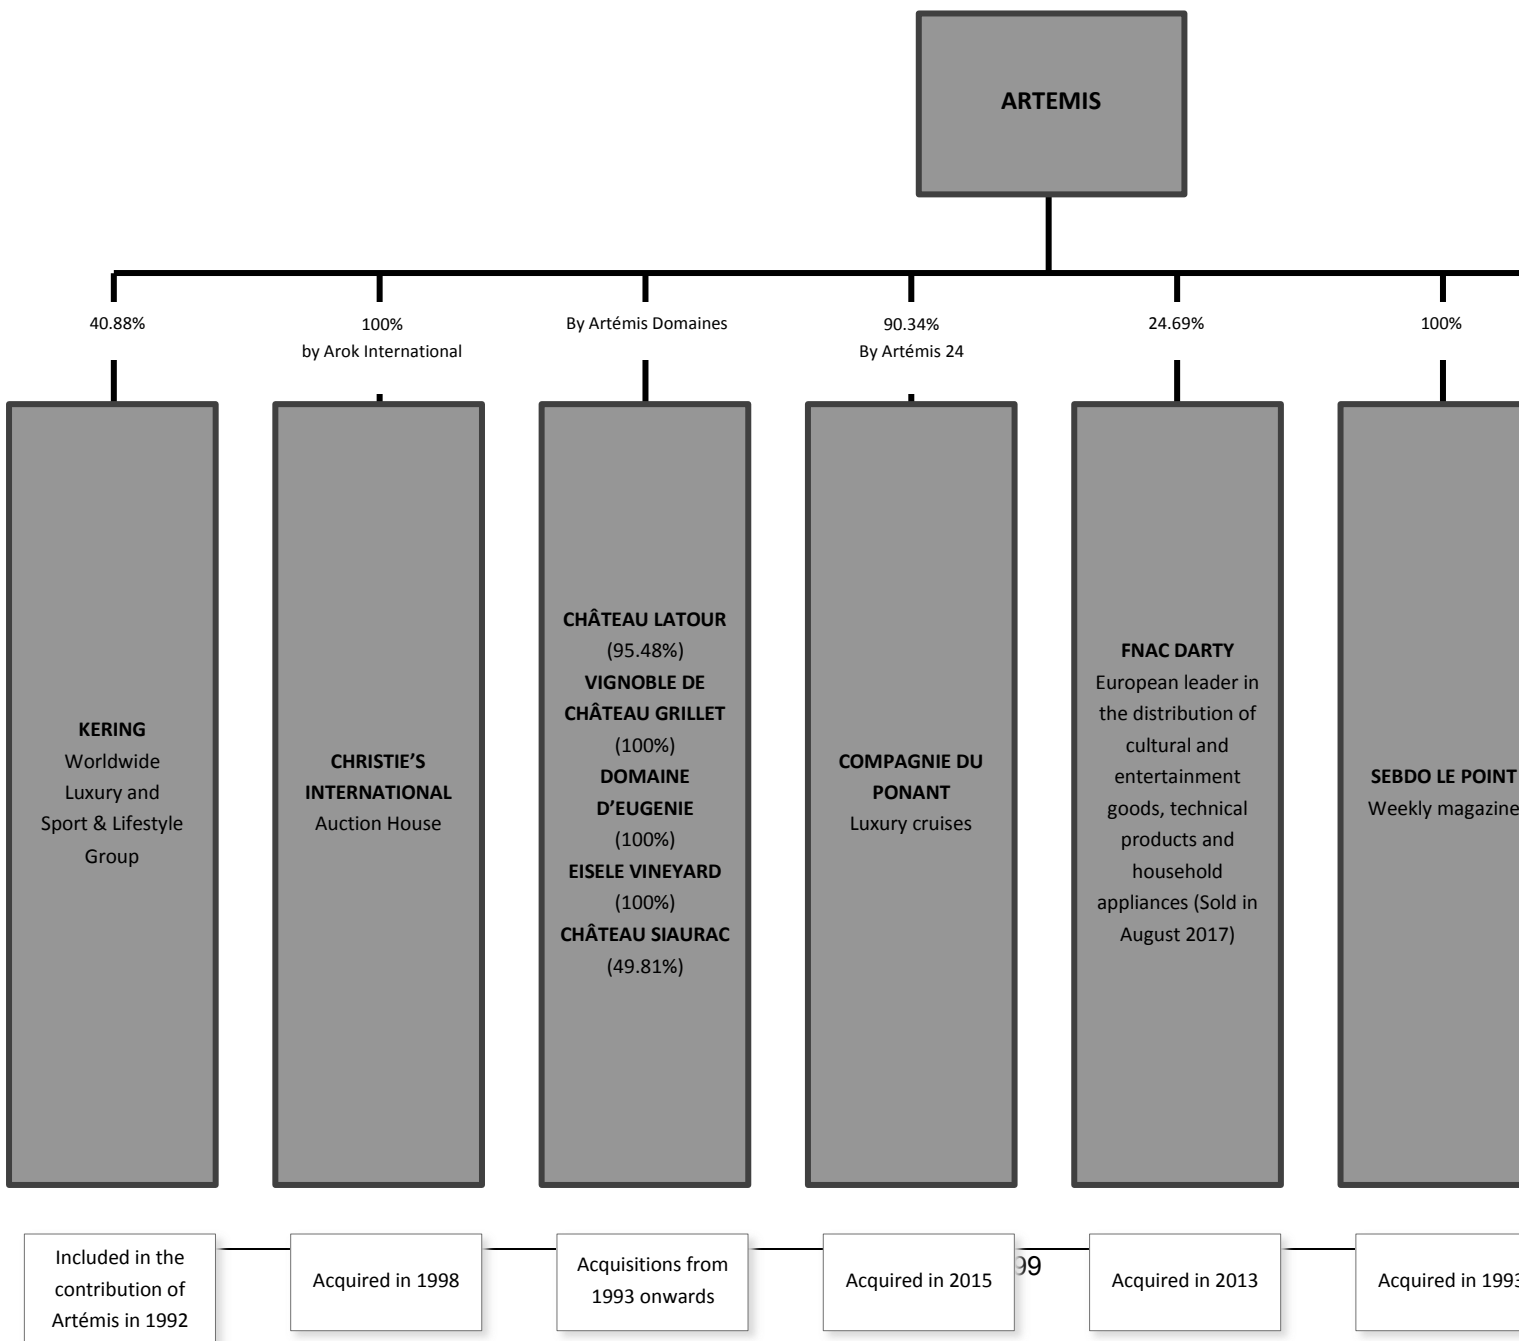 ARTEMIS
40.88%
100%
by Arok International
By Artémis Domaines
90.34%
By Artémis 24
24.69%
100%
KERING
Worldwide
Luxury and
Sport & Lifestyle
Group
CHRISTIE’S
INTERNATIONAL
Auction House
CHÂTEAU LATOUR
(95.48%)
VIGNOBLE DE
CHÂTEAU GRILLET
(100%)
DOMAINE
D’EUGENIE
(100%)
EISELE VINEYARD
(100%)
CHÂTEAU SIAURAC
(49.81%)
COMPAGNIE DU
PONANT
Luxury cruises
FNAC DARTY
European leader in
the distribution of
cultural and
entertainment
goods, technical
products and
household
appliances (Sold in
August 2017)
SEBDO LE POINT
Weekly magazine
Included in the
contribution of
Artémis in 1992
Acquired in 1998
Acquisitions from
1993 onwards
Acquired in 2015
99
Acquired in 2013
Acquired in 1993